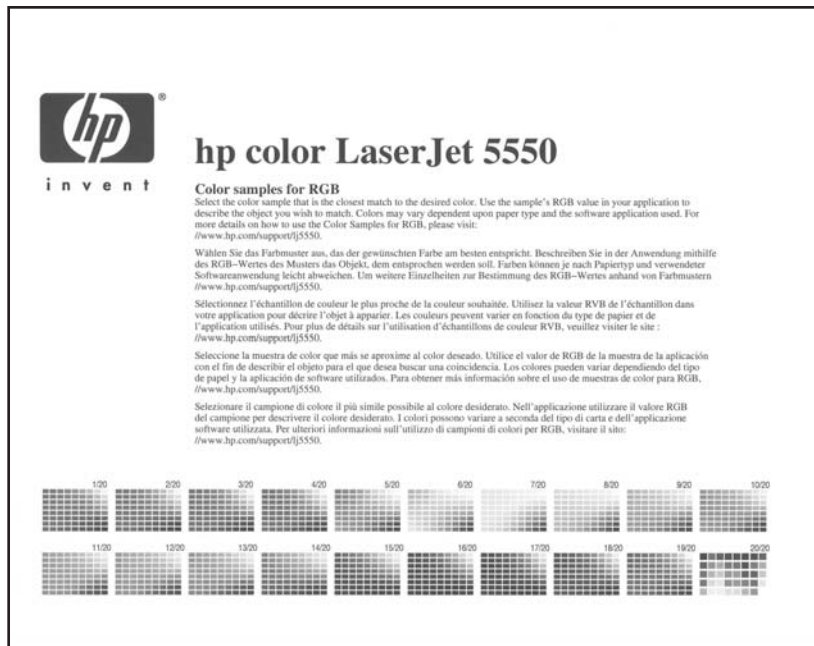 hp ®
invent
hp color LaserJet 5550
Color samples for RGB
Select the color sample that is the closest match to the desired color. Use the sample's RGB value in your application to
describe the object you wish to match. Colors may vary dependent upon paper type and the software application used. For
more details on how to use the Color Samples for RGB, please visit:
//www.hp.com/support/lj5550.
Wählen Sie das Farbmuster aus, das der gewünschten Farbe am besten entspricht. Beschreiben Sie in der Anwendung mithilfe
des RGB–Wertes des Musters das Objekt, dem entsprochen werden soll. Farben können je nach Papiertyp und verwendeter
Softwareanwendung leicht abweichen. Um weitere Einzelheiten zur Bestimmung des RGB–Wertes anhand von Farbmustern
//www.hp.com/support/lj5550.
Sélectionnez l'échantillon de couleur le plus proche de la couleur souhaitée. Utilisez la valeur RVB de l'échantillon dans
votre application pour décrire l'objet à apparier. Les couleurs peuvent varier en fonction du type de papier et de
l'application utilisés. Pour plus de détails sur l'utilisation d'échantillons de couleur RVB, veuillez visiter le site :
//www.hp.com/support/lj5550.
Seleccione la muestra de color que más se aproxime al color deseado. Utilice el valor de RGB de la muestra de la aplicación
con el fin de describir el objeto para el que desea buscar una coincidencia. Los colores pueden variar dependiendo del tipo
de papel y la aplicación de software utilizados. Para obtener más información sobre el uso de muestras de color para RGB,
//www.hp.com/support/lj5550.
Selezionare il campione di colore il più simile possibile al colore desiderato. Nell'applicazione utilizzare il valore RGB
del campione per descrivere il colore desiderato. I colori possono variare a seconda del tipo di carta e dell'applicazione
software utilizzata. Per ulteriori informazioni sull'utilizzo di campioni di colori per RGB, visitare il sito:
//www.hp.com/support/lj5550.
1/20 2/20 3/20 4/20 5/20 6/20 7/20 8/20 9/20 10/20
11/20 12/20 13/20 14/20 15/20 16/20 17/20 18/20 19/20 20/20